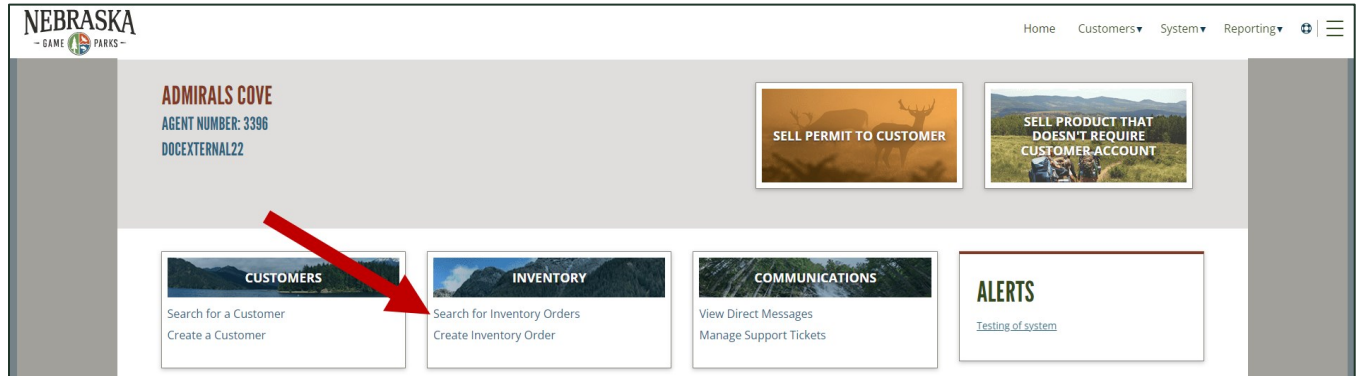 NEBRASKA
- GAME PARKS -
Home Customers▾ System▾ Reporting▾
ADMIRALS COVE
AGENT NUMBER: 3396
DOCEXTERNAL22
SELL PERMIT TO CUSTOMER
SELL PRODUCT THAT
DOESN'T REQUIRE
CUSTOMER ACCOUNT
CUSTOMERS
Search for a Customer
Create a Customer
INVENTORY
Search for Inventory Orders
Create Inventory Order
COMMUNICATIONS
View Direct Messages
Manage Support Tickets
ALERTS
Testing of system